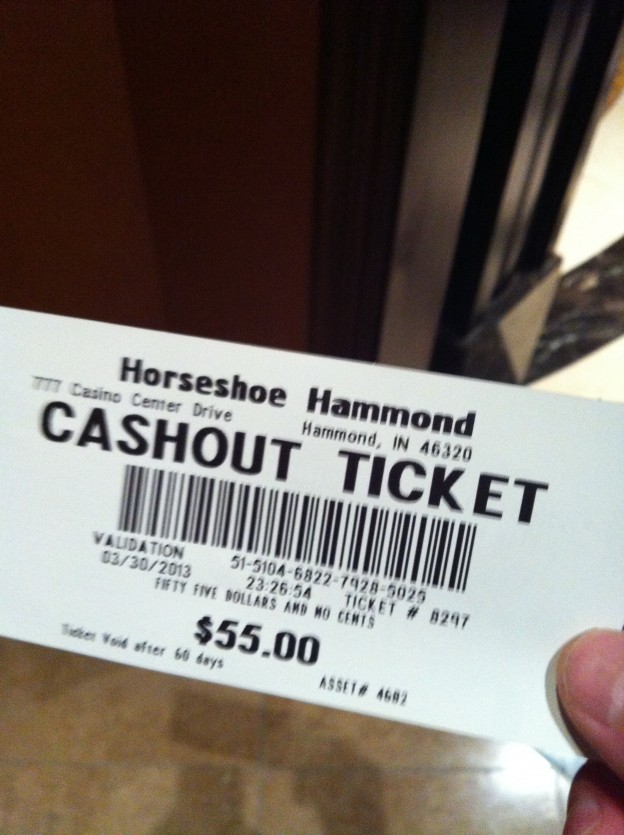 Horseshoe Hammond
777 Casino Center Drive Hammond, IN 46320
CASHOUT TICKET
VALIDATION 51-5104-6822-7928-5025
03/30/2013 23:26:54 TICKET # 8297
FIFTY FIVE DOLLARS AND NO CENTS
$55.00
Ticket Void after 60 days ASSET# 4682